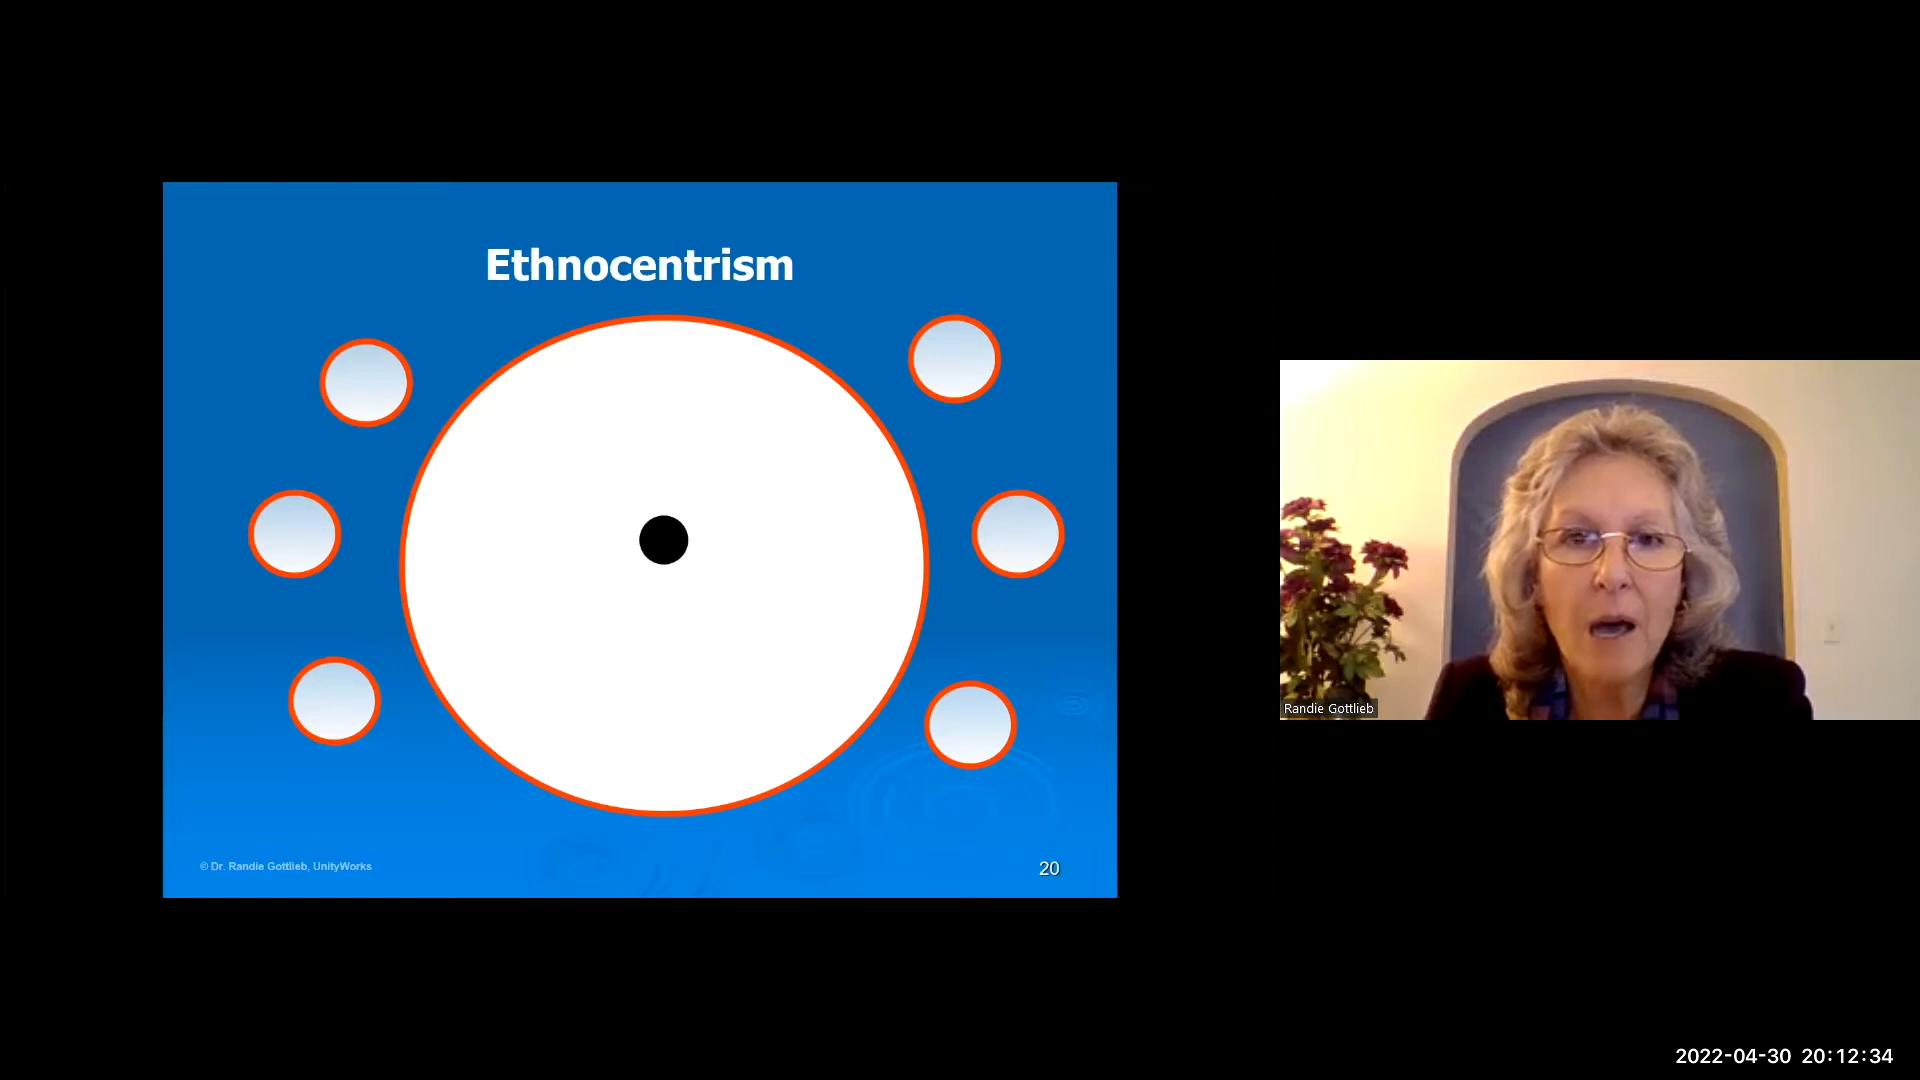 Ethnocentrism
© Dr. Randie Gottlieb, UnityWorks
20
Randie Gottlieb
2022-04-30 20:12:34